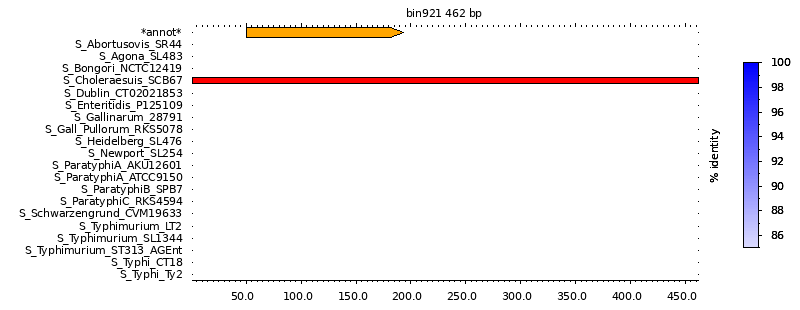 bin921 462 bp
*annot*
S_Abortusovis_SR44
S_Agona_SL483
S_Bongori_NCTC12419
S_Choleraesuis_SCB67
S_Dublin_CT02021853
S_Enteritidis_P125109
S_Gallinarum_28791
S_Gall_Pullorum_RKS5078
S_Heidelberg_SL476
S_Newport_SL254
S_ParatyphiA_AKU12601
S_ParatyphiA_ATCC9150
S_ParatyphiB_SPB7
S_ParatyphiC_RKS4594
S_Schwarzengrund_CVM19633
S_Typhimurium_LT2
S_Typhimurium_SL1344
S_Typhimurium_ST313_AGEnt
S_Typhi_CT18
S_Typhi_Ty2
50.0 100.0 150.0 200.0 250.0 300.0 350.0 400.0 450.0
% identity
100
98
96
94
92
90
88
86